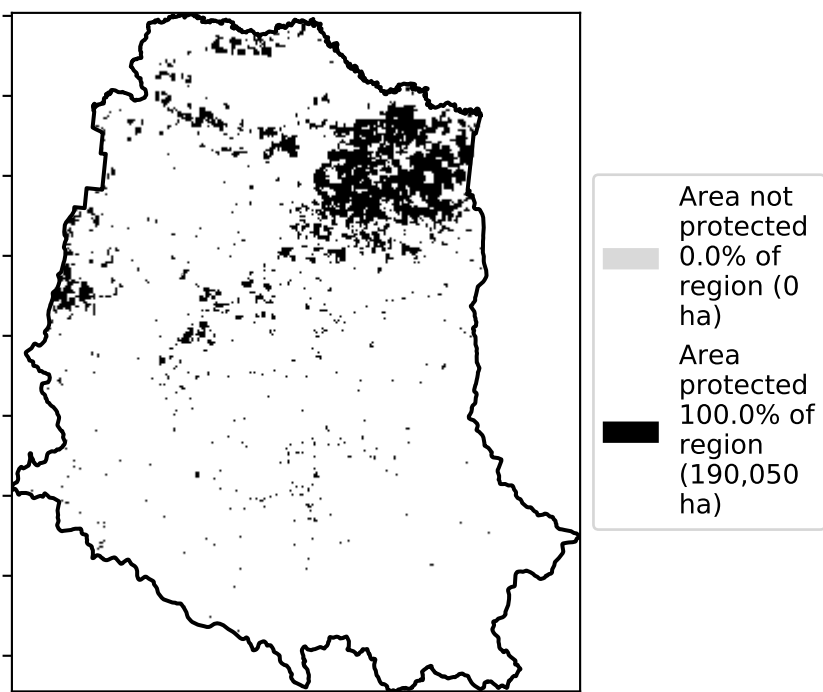 Area not
protected
0.0% of
region (0
ha)
Area
protected
100.0% of
region
(190,050
ha)